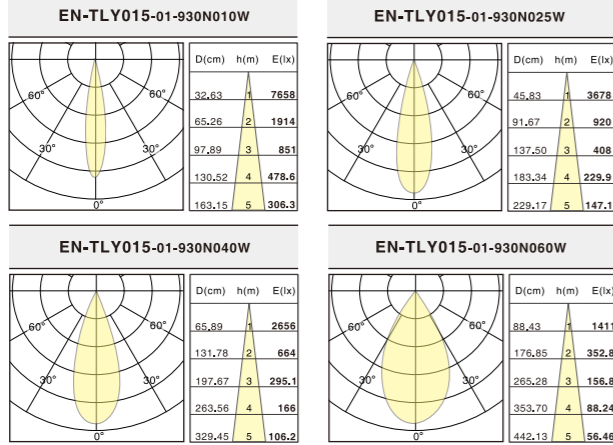 EN-TLY015-01-930N010W
D(cm) h(m) E(lx)
32.63 1 7658
65.26 2 1914
97.89 3 851
130.52 4 478.6
163.15 5 306.3
60° 60°
30° 30°
0°
EN-TLY015-01-930N025W
D(cm) h(m) E(lx)
45.83 1 3678
91.67 2 920
137.50 3 408
183.34 4 229.9
229.17 5 147.1
60° 60°
30° 30°
0°
EN-TLY015-01-930N040W
D(cm) h(m) E(lx)
65.89 1 2656
131.78 2 664
197.67 3 295.1
263.56 4 166
329.45 5 106.2
60° 60°
30° 30°
0°
EN-TLY015-01-930N060W
D(cm) h(m) E(lx)
88.43 1 1411
176.85 2 352.8
265.28 3 156.8
353.70 4 88.24
442.13 5 56.46
60° 60°
30° 30°
0°